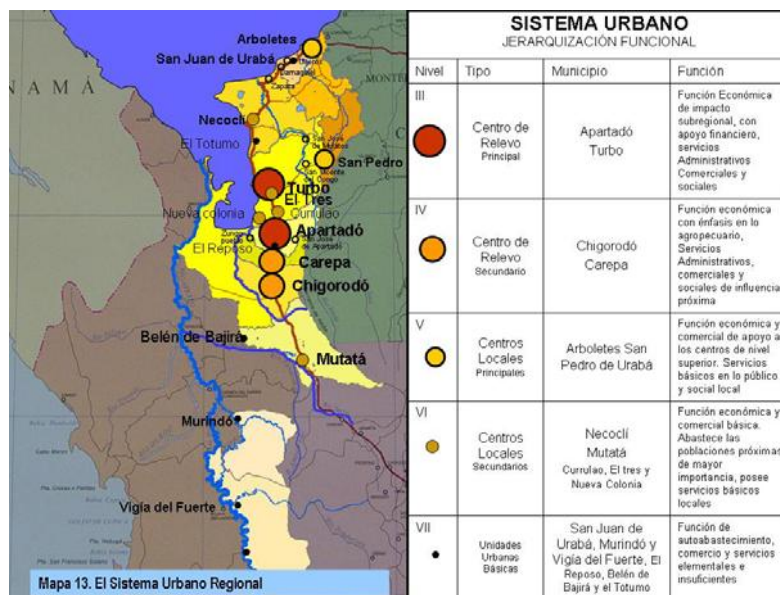 Arboletes
San Juan de Urabá
Damaquiel
Zapata
NAMÁ
Necoclí
El Totumo
San Pedro
Turbo
El Tres
Nueva colonia
Currulao
Apartadó
El Reposo
Carepa
Chigorodó
Belén de Bajirá
Mutatá
Murindó
Vigía del Fuerte
Mapa 13. El Sistema Urbano Regional
SISTEMA URBANO
JERARQUIZACIÓN FUNCIONAL
Nivel Tipo Municipio Función
III
Centro de
Relevo
Principal
Apartadó
Turbo
Función Económica
de impacto
subregional, con
apoyo financiero,
servicios
Administrativos
Comerciales y
sociales
IV
Centro de
Relevo
Secundario
Chigorodó
Carepa
Función económica
con énfasis en lo
agropecuario,
Servicios
Administrativos,
comerciales y
sociales de influencia
próxima
V
Centros
Locales
Principales
Arboletes San
Pedro de Urabá
Función económica y
comercial de apoyo a
los centros de nivel
superior. Servicios
básicos en lo público
y social local
VI
Centros
Locales
Secundarios
Necoclí
Mutatá
Currulao, El tres y
Nueva Colonia
Función económica y
comercial básica.
Abastece las
poblaciones próximas
de mayor
importancia, posee
servicios básicos
locales
VII
Unidades
Urbanas
Básicas
San Juan de
Urabá, Murindó y
Vigía del Fuerte, El
Reposo, Belén de
Bajirá y el Totumo
Función de
autoabastecimiento,
comercio y servicios
elementales e
insuficientes